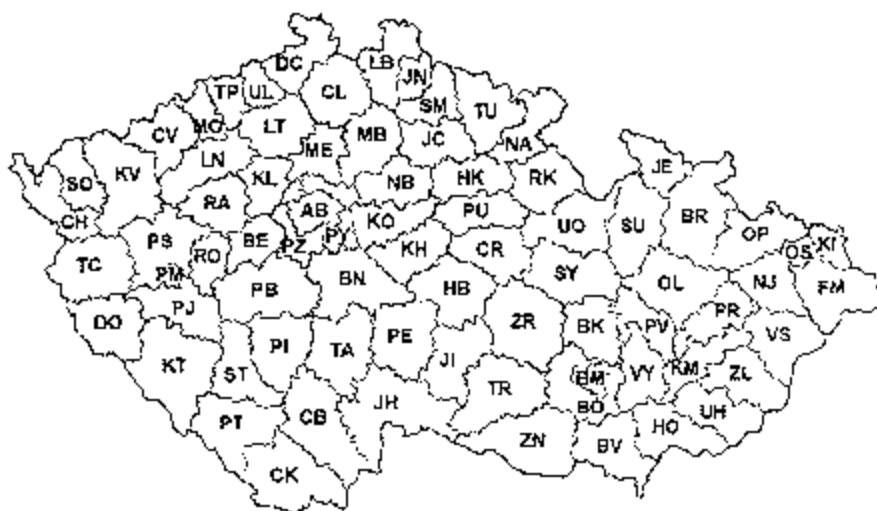 DC
LB
JN
TP
UL
CL
SM
TU
MO
CV
LT
MB
JC
ME
NA
LN
SO
KV
KL
NB
HK
RK
JE
RA
AB
CH
KO
PU
UO
SU
BR
OP
PS
RO
BE
PZ
PY
KH
CR
KI
OS
TC
PM
BN
SY
PB
HB
OL
NJ
FM
PJ
DO
PR
KT
ST
PI
TA
PE
JI
ZR
BK
PV
VS
TR
BM
VY
KM
ZL
BO
PT
CB
JH
ZN
BV
HO
UH
CK